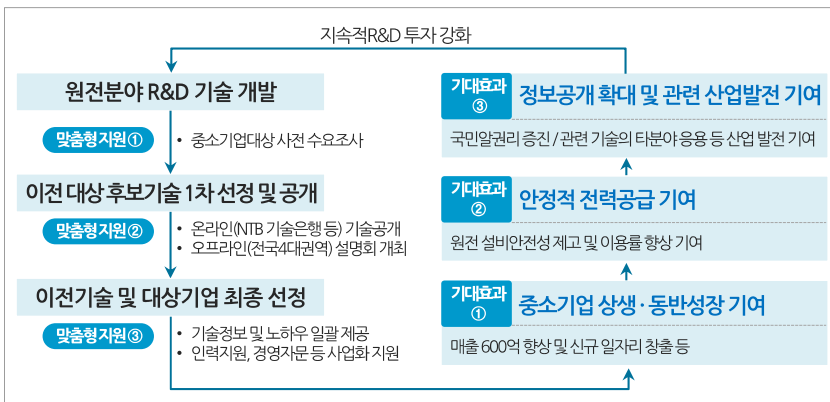 지속적R&D 투자 강화
원전분야 R&D 기술 개발
맞춤형지원①
• 중소기업대상 사전 수요조사
이전 대상 후보기술 1차 선정 및 공개
맞춤형지원②
• 온라인(NTB 기술은행 등) 기술공개
• 오프라인(전국4대권역) 설명회 개최
이전기술 및 대상기업 최종 선정
맞춤형지원③
• 기술정보 및 노하우 일괄 제공
• 인력지원, 경영자문 등 사업화 지원
기대효과
③
정보공개 확대 및 관련 산업발전 기여
국민알권리 증진 / 관련 기술의 타분야 응용 등 산업 발전 기여
기대효과
②
안정적 전력공급 기여
원전 설비안전성 제고 및 이용률 향상 기여
기대효과
①
중소기업 상생·동반성장 기여
매출 600억 향상 및 신규 일자리 창출 등